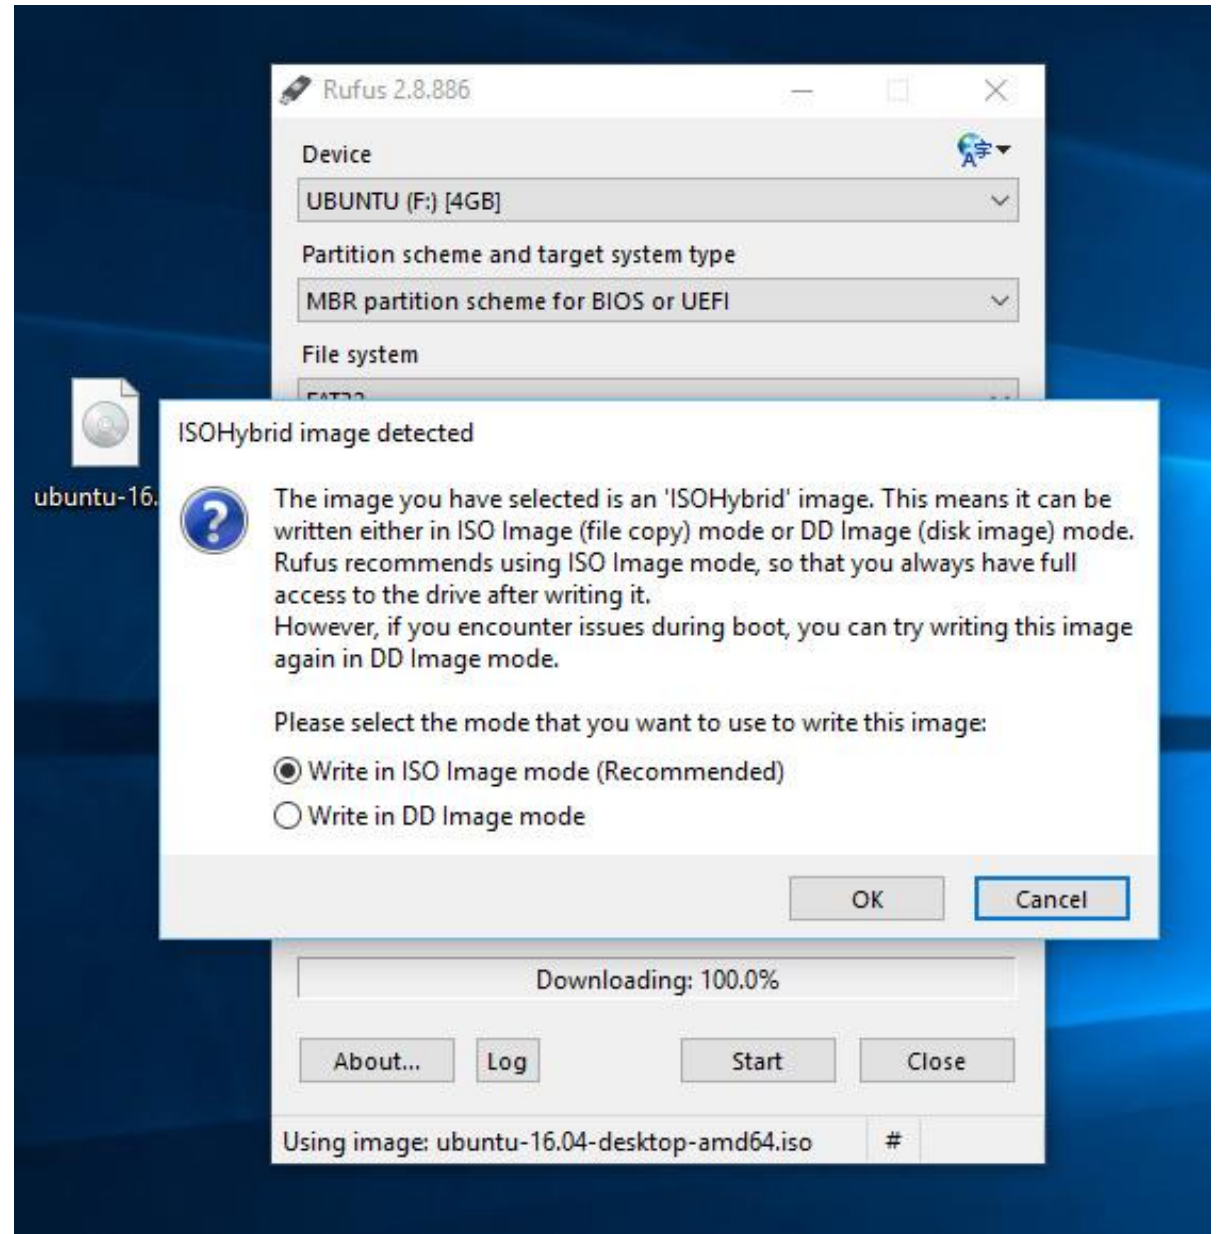 Rufus 2.8.886
Device
UBUNTU (F:) [4GB]
Partition scheme and target system type
MBR partition scheme for BIOS or UEFI
File system
FAT32
ubuntu-16.
ISOHybrid image detected
The image you have selected is an 'ISOHybrid' image. This means it can be
written either in ISO Image (file copy) mode or DD Image (disk image) mode.
Rufus recommends using ISO Image mode, so that you always have full
access to the drive after writing it.
However, if you encounter issues during boot, you can try writing this image
again in DD Image mode.
Please select the mode that you want to use to write this image:
Write in ISO Image mode (Recommended)
Write in DD Image mode
OK
Cancel
Downloading: 100.0%
About...
Log
Start
Close
Using image: ubuntu-16.04-desktop-amd64.iso
#